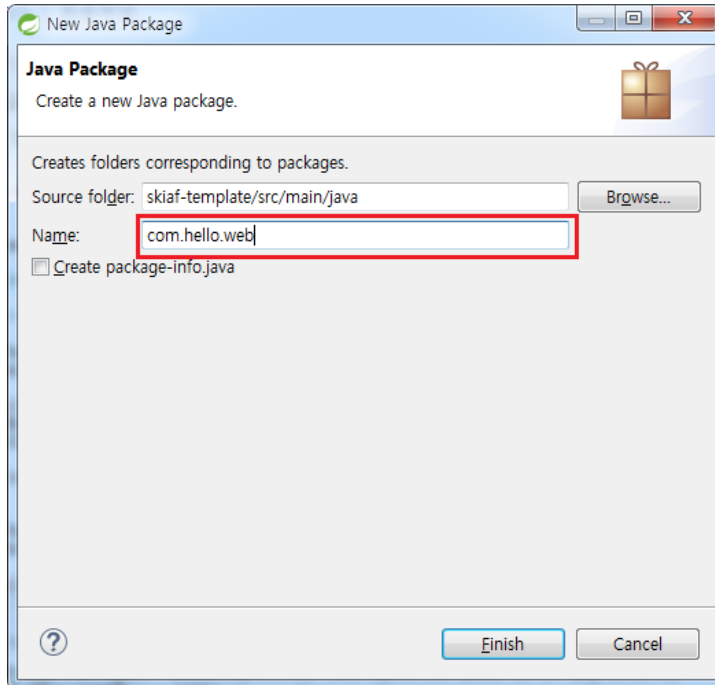 New Java Package
Java Package
Create a new Java package.
Creates folders corresponding to packages.
Source folder: skiaf-template/src/main/java Browse...
Name: com.hello.web
Create package-info.java
? Finish Cancel